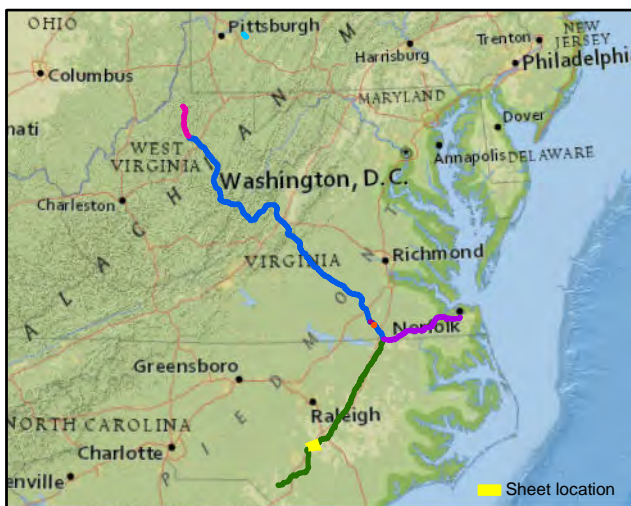 OHIO
Pittsburgh
NEW
JERSEY
Trenton
Harrisburg
Philadelphia
Columbus
MARYLAND
Dover
nati
WEST
VIRGINIA
Annapolis
DELAWARE
Washington, D.C.
Charleston
A L A C H I A N M
O N T
VIRGINIA
Richmond
Norfolk
Greensboro
P I E D M O N T
Raleigh
NORTH CAROLINA
Charlotte
enville
Sheet location